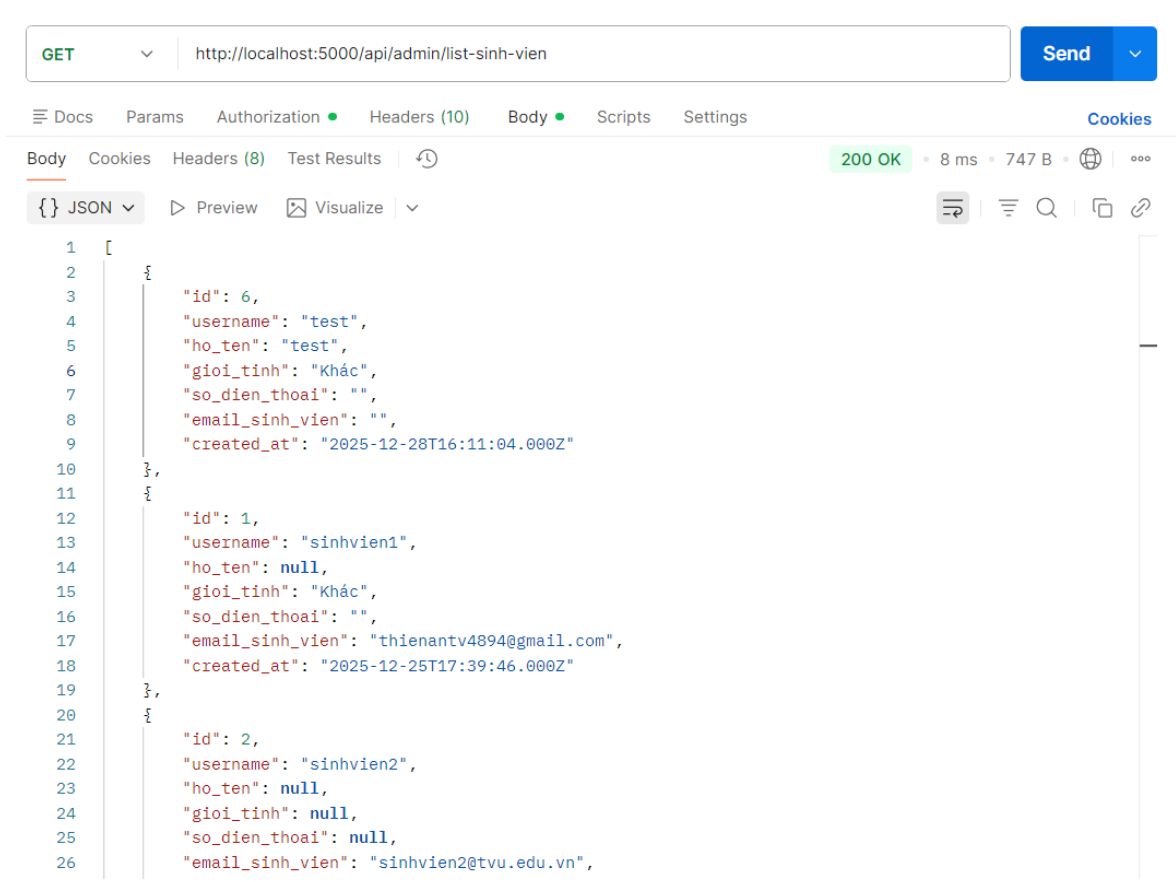 GET http://localhost:5000/api/admin/list-sinh-vien Send
Docs Params Authorization Headers (10) Body Scripts Settings Cookies
Body Cookies Headers (8) Test Results 200 OK 8 ms 747 B
{} JSON Preview Visualize
1 [
2 {
3 "id": 6,
4 "username": "test",
5 "ho_ten": "test",
6 "gioi_tinh": "Khác",
7 "so_dien_thoai": "",
8 "email_sinh_vien": "",
9 "created_at": "2025-12-28T16:11:04.000Z"
10 },
11 {
12 "id": 1,
13 "username": "sinhvien1",
14 "ho_ten": null,
15 "gioi_tinh": "Khác",
16 "so_dien_thoai": "",
17 "email_sinh_vien": "thienantv4894@gmail.com",
18 "created_at": "2025-12-25T17:39:46.000Z"
19 },
20 {
21 "id": 2,
22 "username": "sinhvien2",
23 "ho_ten": null,
24 "gioi_tinh": null,
25 "so_dien_thoai": null,
26 "email_sinh_vien": "sinhvien2@tvu.edu.vn",